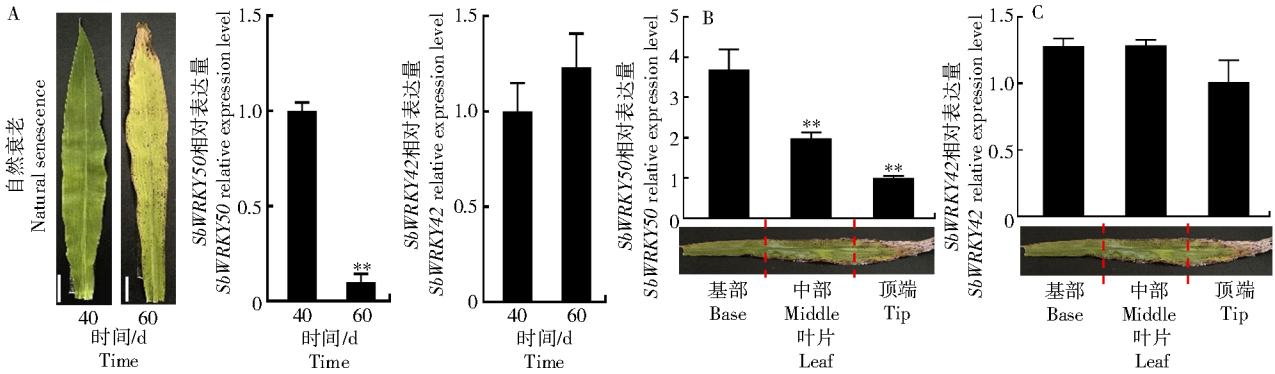 A
自然衰老
Natural senescence
40
60
时间/d
Time
SbWRKY50相对表达量
SbWRKY50 relative expression level
1.0
0.5
0
**
40
60
时间/d
Time
SbWRKY42相对表达量
SbWRKY42 relative expression level
1.0
0.5
0
40
60
时间/d
Time
B
SbWRKY50相对表达量
SbWRKY50 relative expression level
5
4
3
2
1
0
**
**
基部
Base
中部
Middle
顶端
Tip
叶片
Leaf
C
SbWRKY42相对表达量
SbWRKY42 relative expression level
1.5
1.0
0.5
0
基部
Base
中部
Middle
顶端
Tip
叶片
Leaf